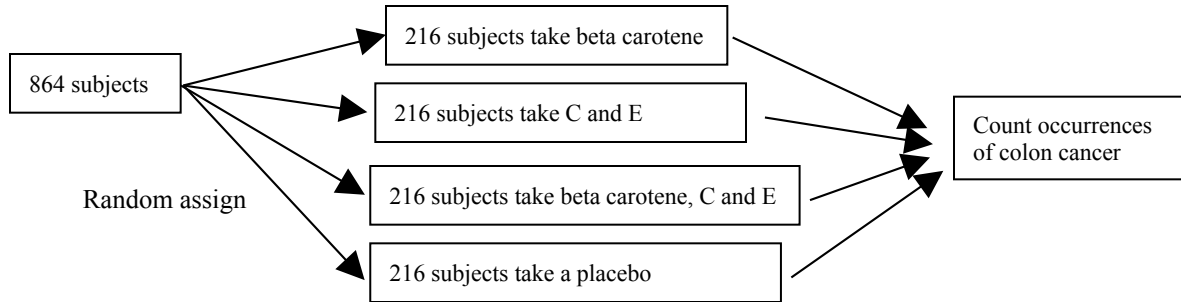 216 subjects take beta carotene
864 subjects
216 subjects take C and E
Count occurrences
of colon cancer
Random assign
216 subjects take beta carotene, C and E
216 subjects take a placebo